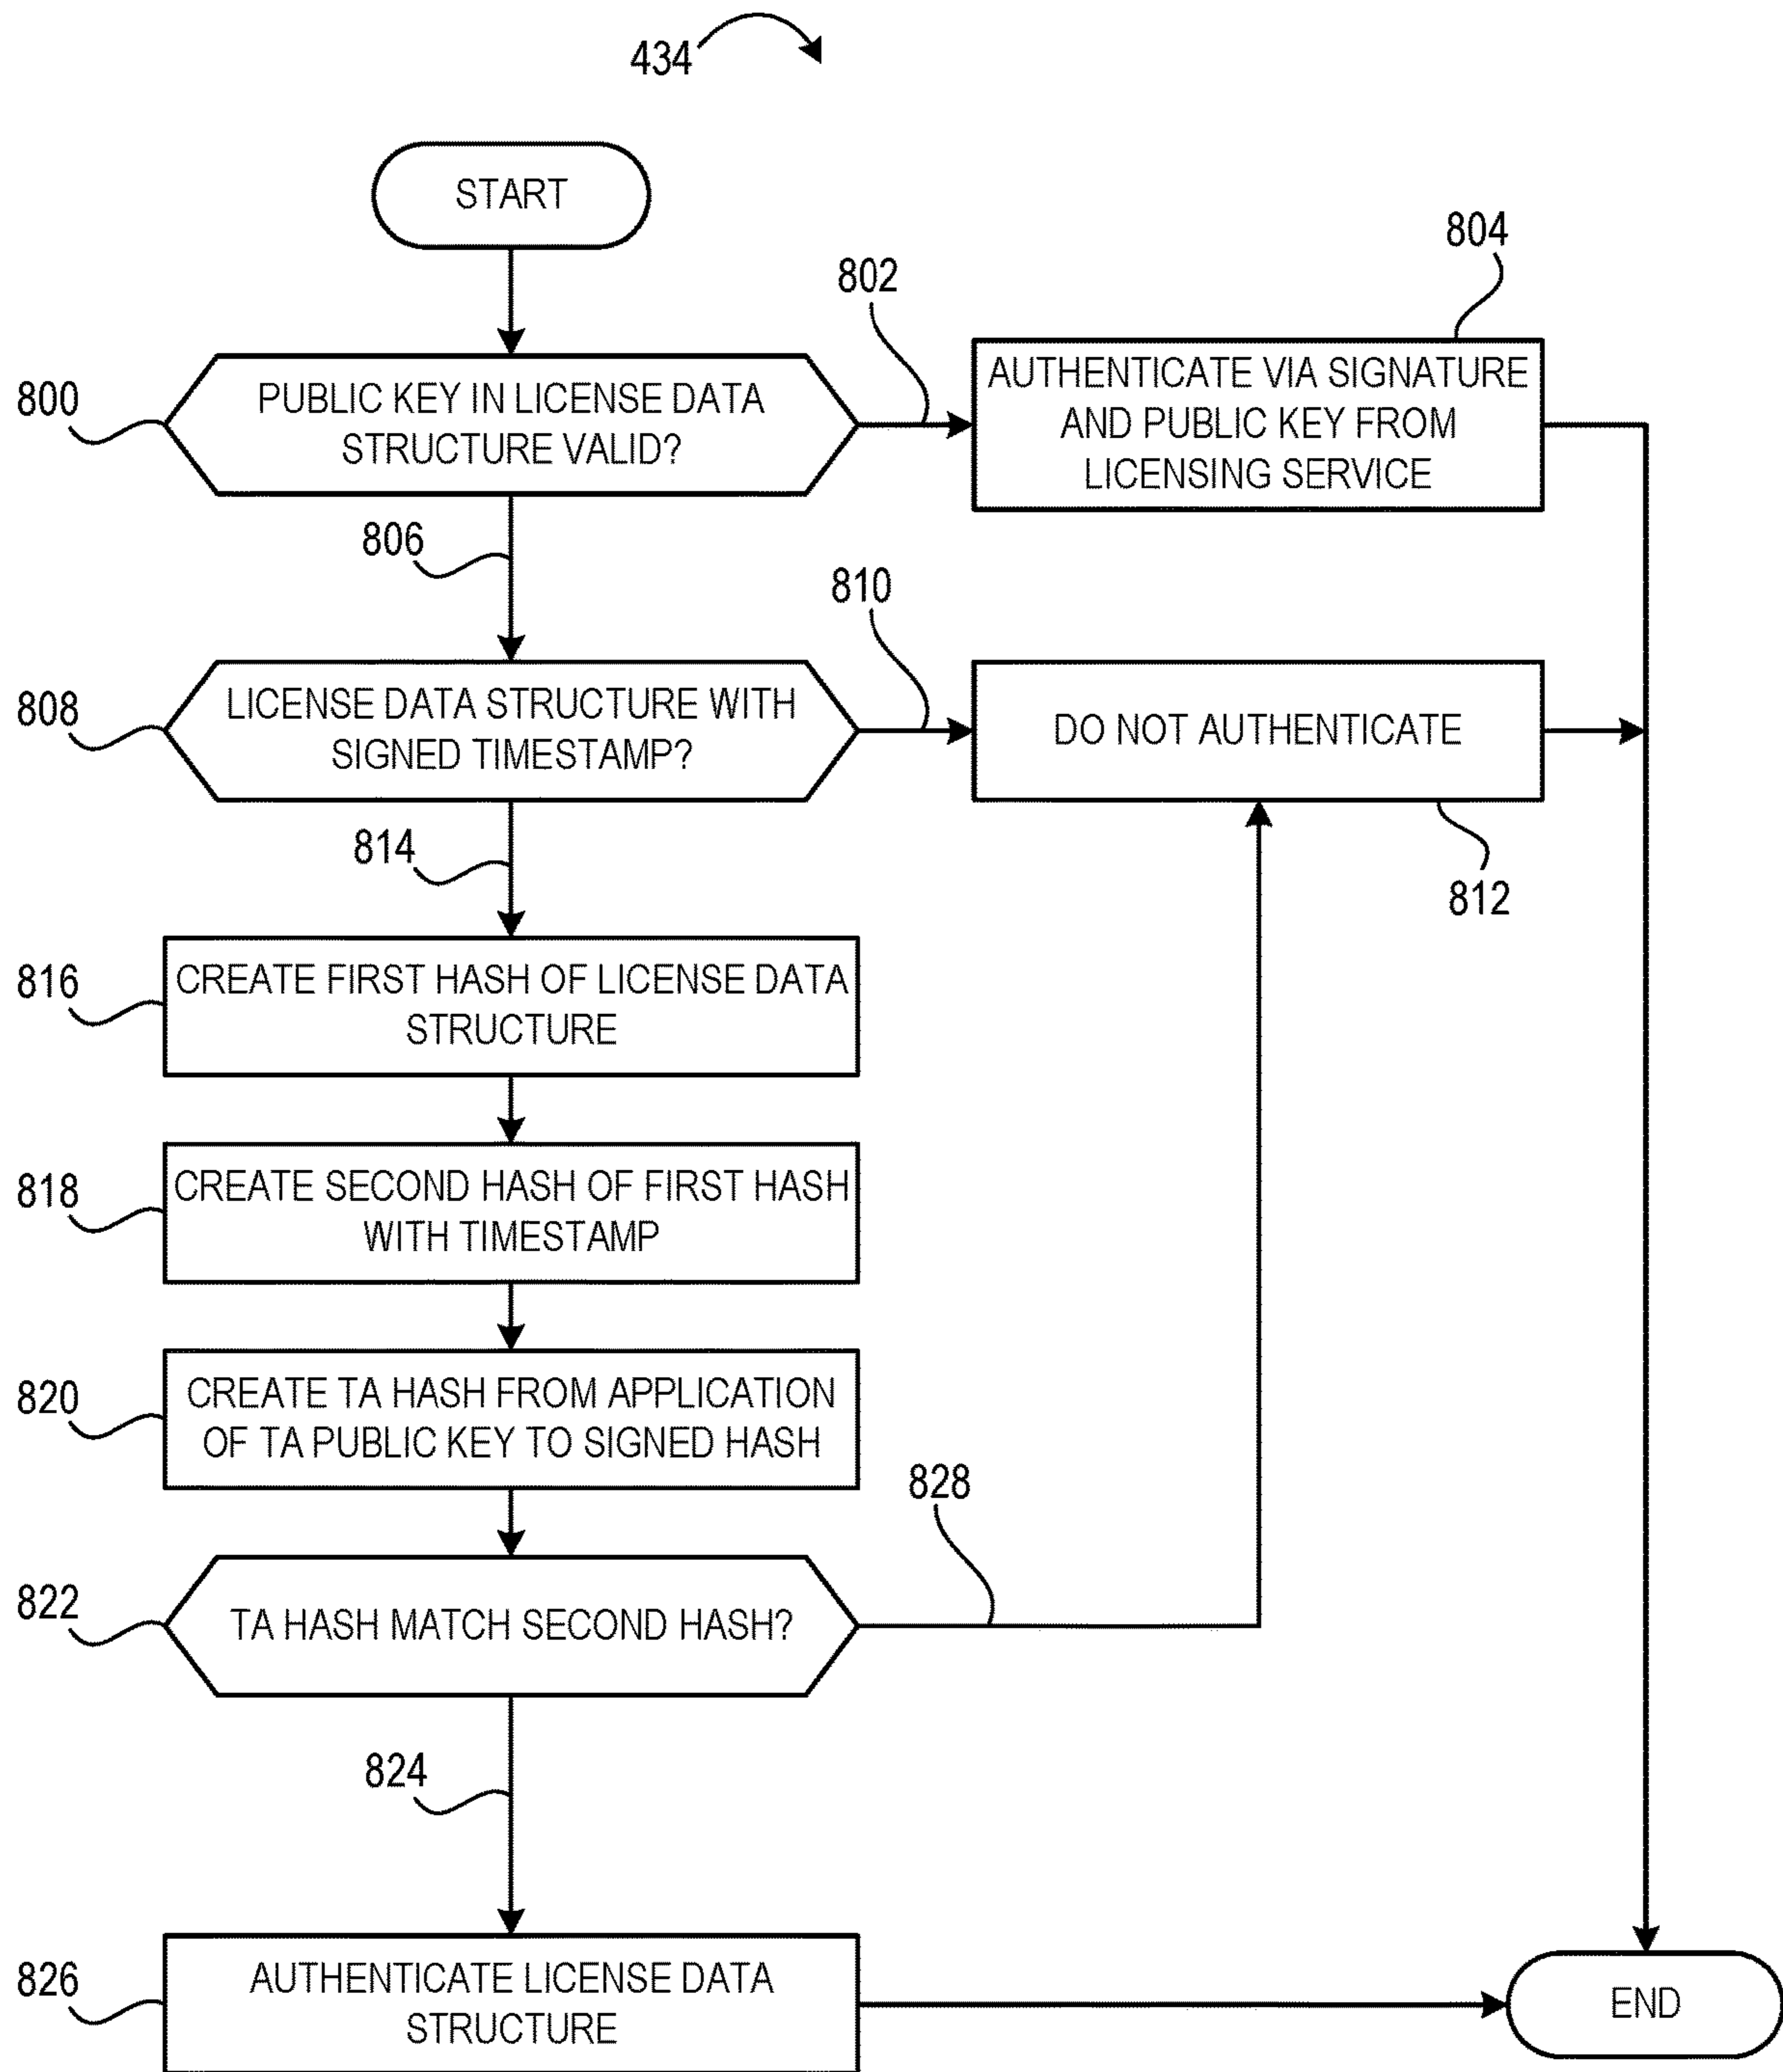 434
START
802
804
800
PUBLIC KEY IN LICENSE DATA
STRUCTURE VALID?
AUTHENTICATE VIA SIGNATURE
AND PUBLIC KEY FROM
LICENSING SERVICE
806
810
808
LICENSE DATA STRUCTURE WITH
SIGNED TIMESTAMP?
DO NOT AUTHENTICATE
814
812
816
CREATE FIRST HASH OF LICENSE DATA
STRUCTURE
818
CREATE SECOND HASH OF FIRST HASH
WITH TIMESTAMP
820
CREATE TA HASH FROM APPLICATION
OF TA PUBLIC KEY TO SIGNED HASH
828
822
TA HASH MATCH SECOND HASH?
824
826
AUTHENTICATE LICENSE DATA
STRUCTURE
END